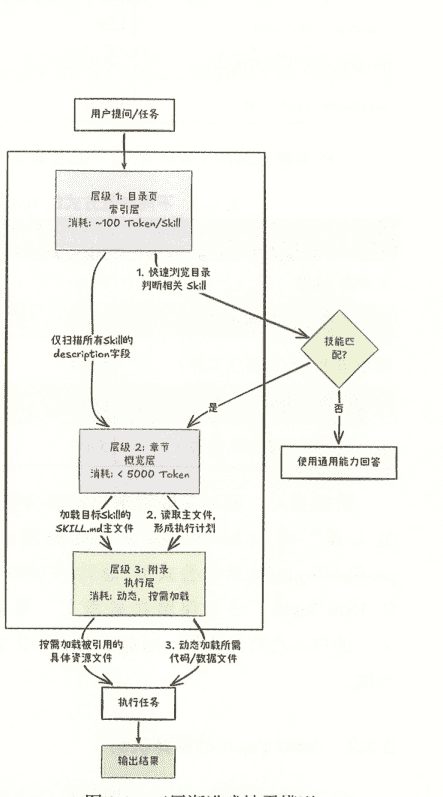 用户提问/任务
层级 1: 目录页
索引层
消耗: ~100 Token/Skill
1. 快速浏览目录
判断相关 Skill
仅扫描所有Skill的
description字段
技能匹
配?
是
否
层级 2: 章节
概览层
消耗: < 5000 Token
使用通用能力回答
加载目标Skill的
SKILL.md主文件
2. 读取主文件,
形成执行计划
层级 3: 附录
执行层
消耗: 动态, 按需加载
按需加载被引用的
具体资源文件
3. 动态加载所需
代码/数据文件
执行任务
输出结果